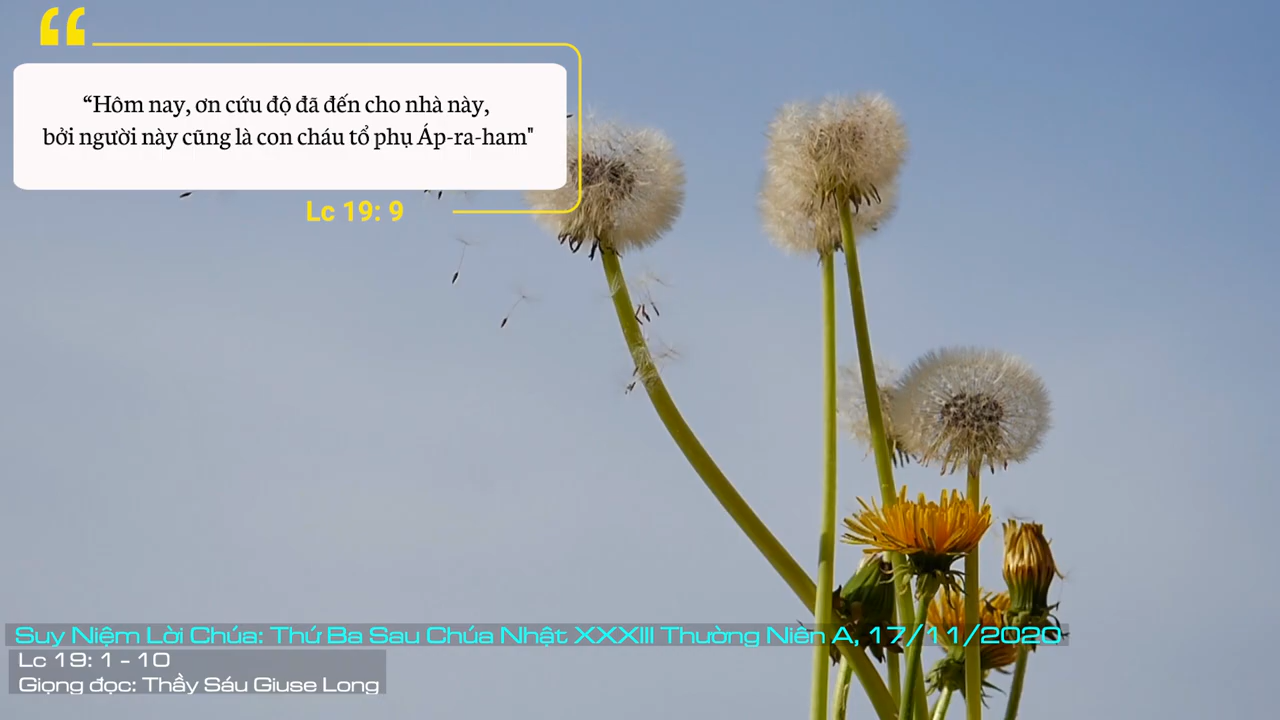 “Hôm nay, ơn cứu độ đã đến cho nhà này,
bởi người này cũng là con cháu tổ phụ Áp-ra-ham"
Lc 19: 9
Suy Niệm Lời Chúa: Thứ Ba Sau Chúa Nhật XXXIII Thường Niên A, 17/11/2020
Lc 19: 1 - 10
Giọng đọc: Thầy Sáu Giuse Long